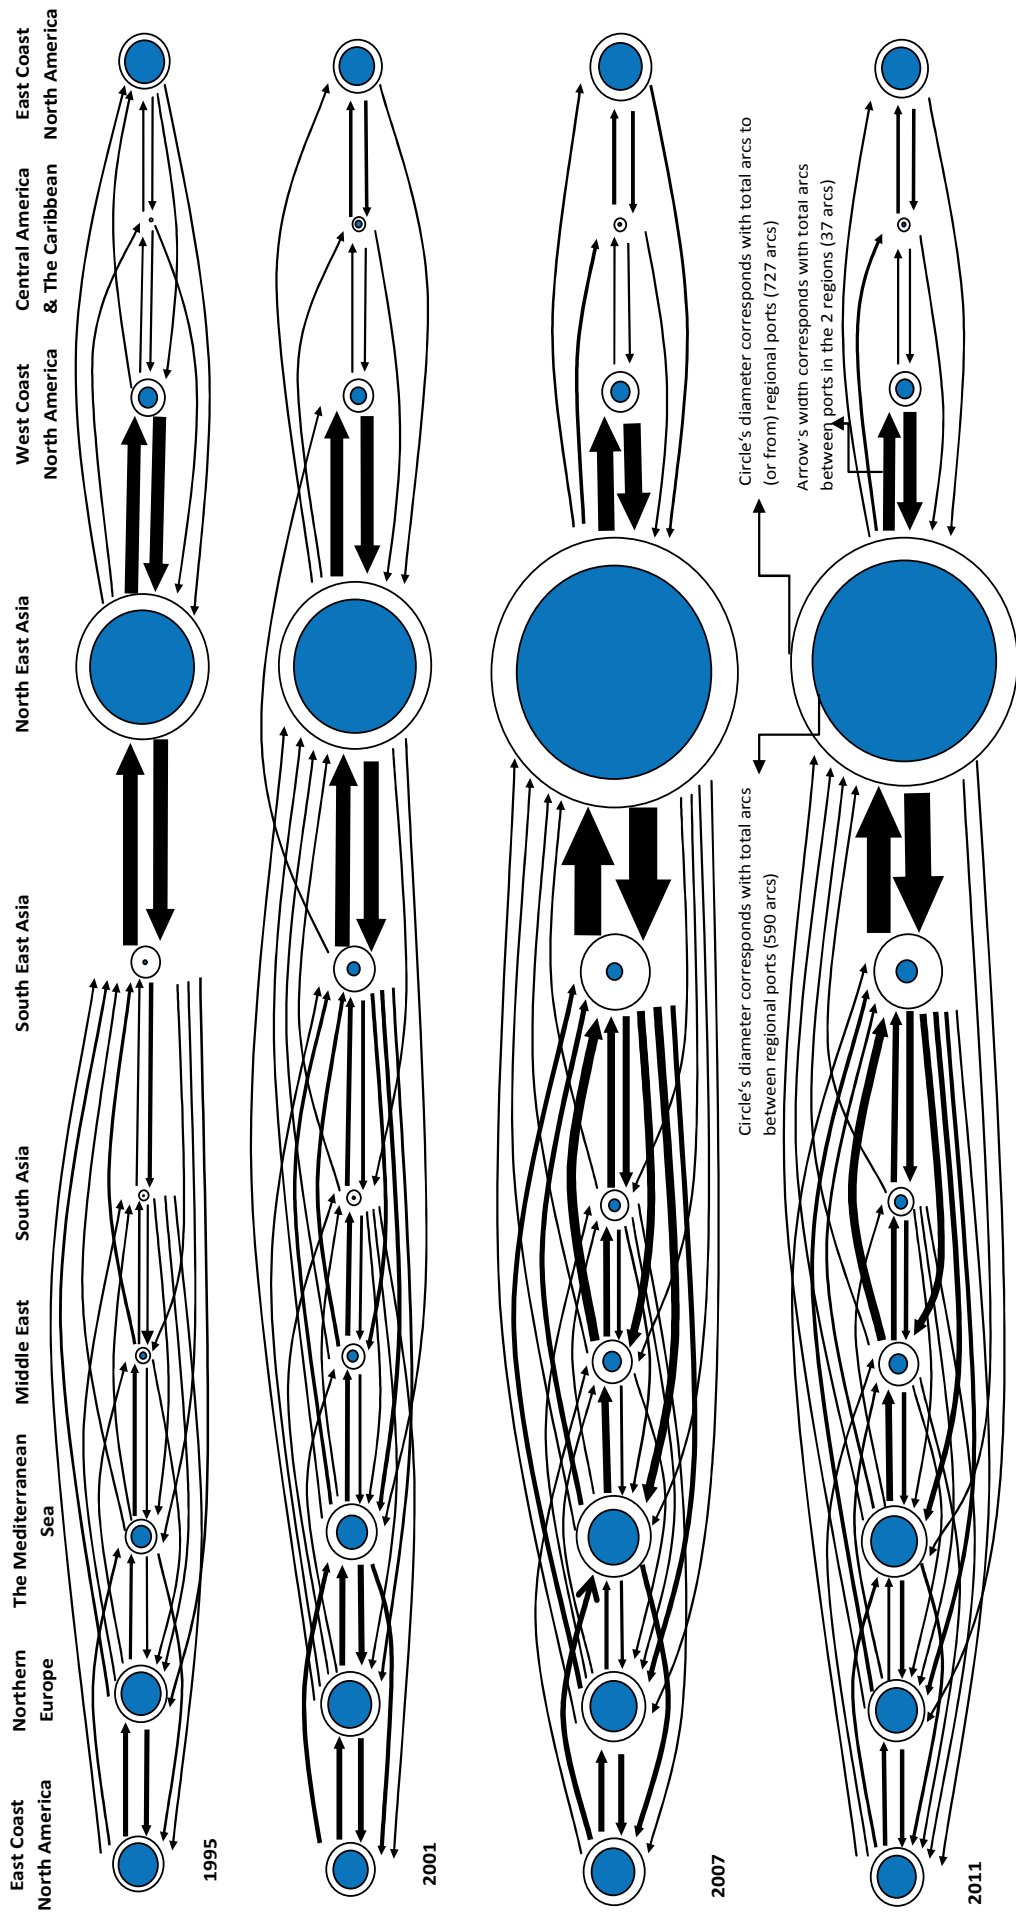 East Coast
North America
Northern
Europe
The Mediterranean
Sea
Middle East
South Asia
South East Asia
North East Asia
West Coast
North America
Central America
& The Caribbean
East Coast
North America
1995
2001
2007
Circle's diameter corresponds with total arcs
between regional ports (590 arcs)
Circle's diameter corresponds with total arcs to
(or from) regional ports (727 arcs)
Arrow's width corresponds with total arcs
between ports in the 2 regions (37 arcs)
2011